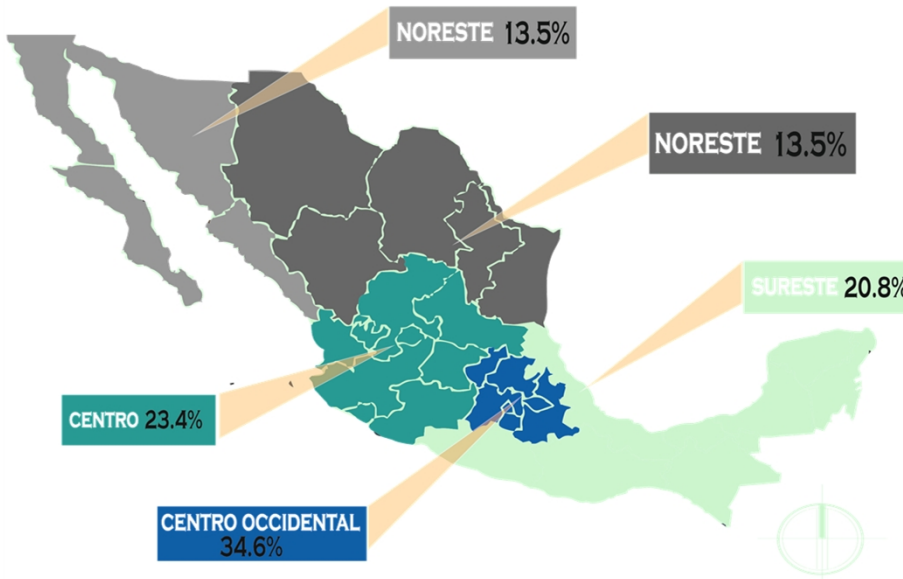 NORESTE 13.5%
NORESTE 13.5%
SURESTE 20.8%
CENTRO 23.4%
CENTRO OCCIDENTAL
34.6%